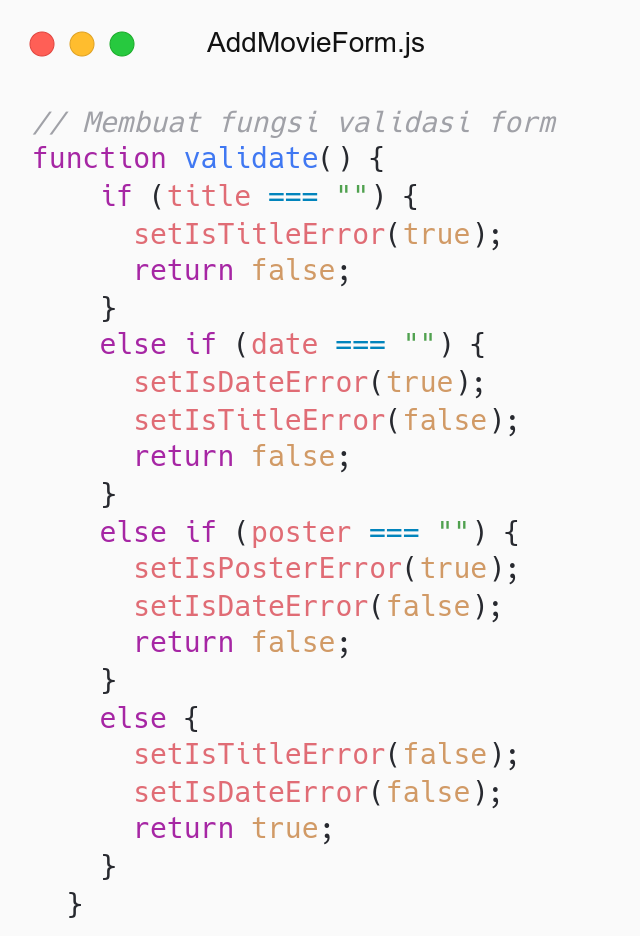 AddMovieForm.js
// Membuat fungsi validasi form
function validate() {
    if (title === "") {
      setIsTitleError(true);
      return false;
    }
    else if (date === "") {
      setIsDateError(true);
      setIsTitleError(false);
      return false;
    }
    else if (poster === "") {
      setIsPosterError(true);
      setIsDateError(false);
      return false;
    }
    else {
      setIsTitleError(false);
      setIsDateError(false);
      return true;
    }
  }